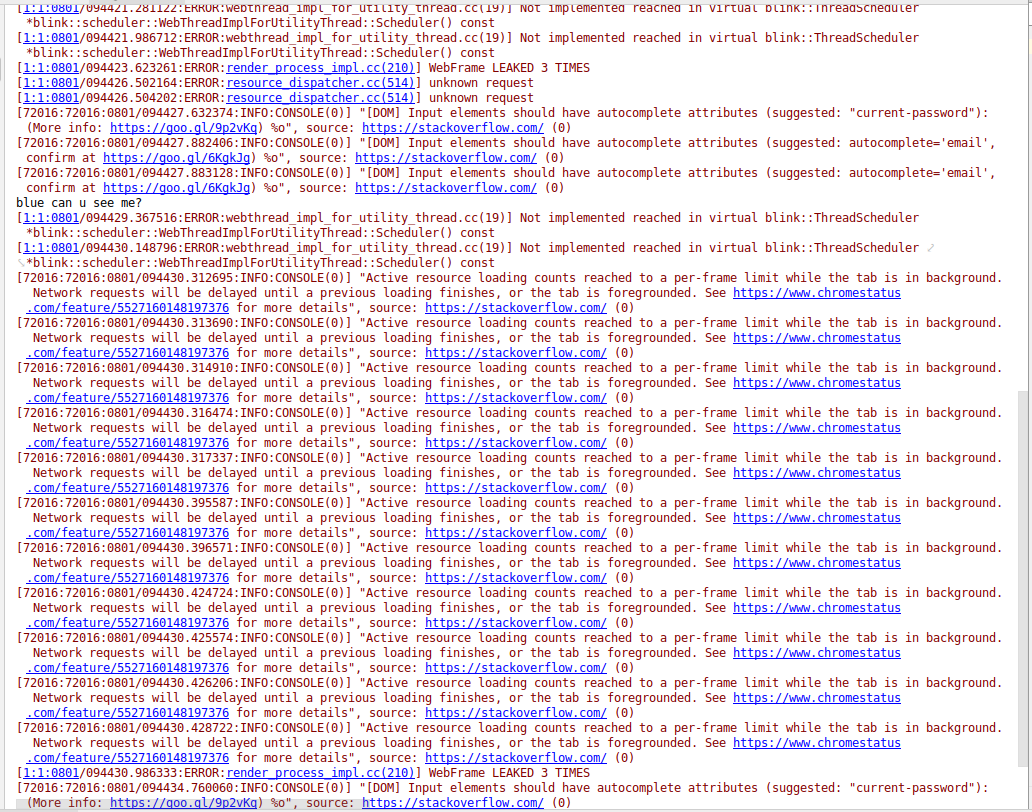 [1:1:0801/094421.281122:ERROR:webthread_impl_for_utility_thread.cc(19)] Not implemented reached in virtual blink::ThreadScheduler
*blink::scheduler::WebThreadImplForUtilityThread::Scheduler() const
[1:1:0801/094421.986712:ERROR:webthread_impl_for_utility_thread.cc(19)] Not implemented reached in virtual blink::ThreadScheduler
*blink::scheduler::WebThreadImplForUtilityThread::Scheduler() const
[1:1:0801/094423.623261:ERROR:render_process_impl.cc(210)] WebFrame LEAKED 3 TIMES
[1:1:0801/094426.502164:ERROR:resource_dispatcher.cc(514)] unknown request
[1:1:0801/094426.504202:ERROR:resource_dispatcher.cc(514)] unknown request
[72016:72016:0801/094427.632374:INFO:CONSOLE(0)] "[DOM] Input elements should have autocomplete attributes (suggested: "current-password"):
(More info: https://goo.gl/9p2vKq) %o", source: https://stackoverflow.com/ (0)
[72016:72016:0801/094427.882406:INFO:CONSOLE(0)] "[DOM] Input elements should have autocomplete attributes (suggested: autocomplete='email',
confirm at https://goo.gl/6KgkJg) %o", source: https://stackoverflow.com/ (0)
[72016:72016:0801/094427.883128:INFO:CONSOLE(0)] "[DOM] Input elements should have autocomplete attributes (suggested: autocomplete='email',
confirm at https://goo.gl/6KgkJg) %o", source: https://stackoverflow.com/ (0)
blue can u see me?
[1:1:0801/094429.367516:ERROR:webthread_impl_for_utility_thread.cc(19)] Not implemented reached in virtual blink::ThreadScheduler
*blink::scheduler::WebThreadImplForUtilityThread::Scheduler() const
[1:1:0801/094430.148796:ERROR:webthread_impl_for_utility_thread.cc(19)] Not implemented reached in virtual blink::ThreadScheduler
*blink::scheduler::WebThreadImplForUtilityThread::Scheduler() const
[72016:72016:0801/094430.312695:INFO:CONSOLE(0)] "Active resource loading counts reached to a per-frame limit while the tab is in background.
Network requests will be delayed until a previous loading finishes, or the tab is foregrounded. See https://www.chromestatus
.com/feature/5527160148197376 for more details", source: https://stackoverflow.com/ (0)
[72016:72016:0801/094430.313690:INFO:CONSOLE(0)] "Active resource loading counts reached to a per-frame limit while the tab is in background.
Network requests will be delayed until a previous loading finishes, or the tab is foregrounded. See https://www.chromestatus
.com/feature/5527160148197376 for more details", source: https://stackoverflow.com/ (0)
[72016:72016:0801/094430.314910:INFO:CONSOLE(0)] "Active resource loading counts reached to a per-frame limit while the tab is in background.
Network requests will be delayed until a previous loading finishes, or the tab is foregrounded. See https://www.chromestatus
.com/feature/5527160148197376 for more details", source: https://stackoverflow.com/ (0)
[72016:72016:0801/094430.316474:INFO:CONSOLE(0)] "Active resource loading counts reached to a per-frame limit while the tab is in background.
Network requests will be delayed until a previous loading finishes, or the tab is foregrounded. See https://www.chromestatus
.com/feature/5527160148197376 for more details", source: https://stackoverflow.com/ (0)
[72016:72016:0801/094430.317337:INFO:CONSOLE(0)] "Active resource loading counts reached to a per-frame limit while the tab is in background.
Network requests will be delayed until a previous loading finishes, or the tab is foregrounded. See https://www.chromestatus
.com/feature/5527160148197376 for more details", source: https://stackoverflow.com/ (0)
[72016:72016:0801/094430.395587:INFO:CONSOLE(0)] "Active resource loading counts reached to a per-frame limit while the tab is in background.
Network requests will be delayed until a previous loading finishes, or the tab is foregrounded. See https://www.chromestatus
.com/feature/5527160148197376 for more details", source: https://stackoverflow.com/ (0)
[72016:72016:0801/094430.396571:INFO:CONSOLE(0)] "Active resource loading counts reached to a per-frame limit while the tab is in background.
Network requests will be delayed until a previous loading finishes, or the tab is foregrounded. See https://www.chromestatus
.com/feature/5527160148197376 for more details", source: https://stackoverflow.com/ (0)
[72016:72016:0801/094430.424724:INFO:CONSOLE(0)] "Active resource loading counts reached to a per-frame limit while the tab is in background.
Network requests will be delayed until a previous loading finishes, or the tab is foregrounded. See https://www.chromestatus
.com/feature/5527160148197376 for more details", source: https://stackoverflow.com/ (0)
[72016:72016:0801/094430.425574:INFO:CONSOLE(0)] "Active resource loading counts reached to a per-frame limit while the tab is in background.
Network requests will be delayed until a previous loading finishes, or the tab is foregrounded. See https://www.chromestatus
.com/feature/5527160148197376 for more details", source: https://stackoverflow.com/ (0)
[72016:72016:0801/094430.426206:INFO:CONSOLE(0)] "Active resource loading counts reached to a per-frame limit while the tab is in background.
Network requests will be delayed until a previous loading finishes, or the tab is foregrounded. See https://www.chromestatus
.com/feature/5527160148197376 for more details", source: https://stackoverflow.com/ (0)
[72016:72016:0801/094430.428722:INFO:CONSOLE(0)] "Active resource loading counts reached to a per-frame limit while the tab is in background.
Network requests will be delayed until a previous loading finishes, or the tab is foregrounded. See https://www.chromestatus
.com/feature/5527160148197376 for more details", source: https://stackoverflow.com/ (0)
[1:1:0801/094430.986333:ERROR:render_process_impl.cc(210)] WebFrame LEAKED 3 TIMES
[72016:72016:0801/094434.760060:INFO:CONSOLE(0)] "[DOM] Input elements should have autocomplete attributes (suggested: "current-password"):
(More info: https://goo.gl/9p2vKq) %o", source: https://stackoverflow.com/ (0)